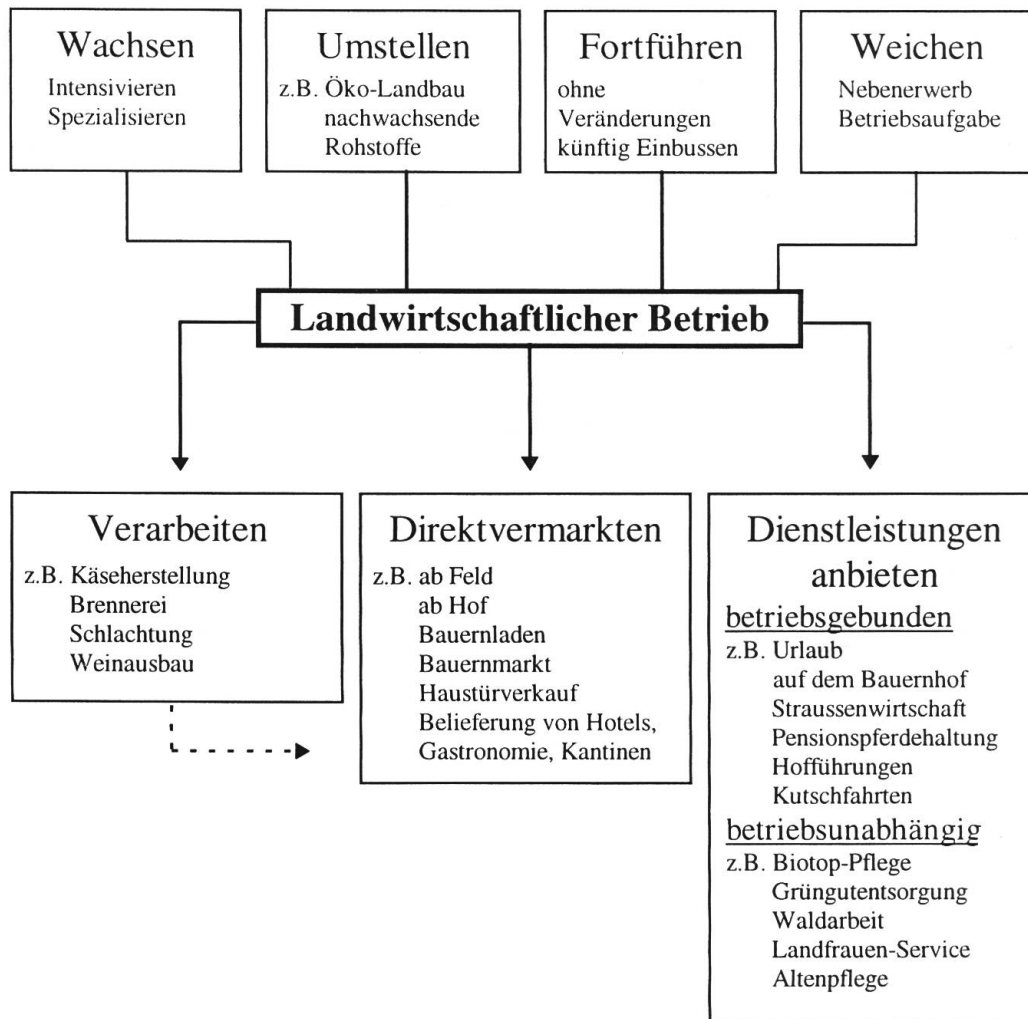 Wachsen
Intensivieren
Spezialisieren
Umstellen
z.B. Öko-Landbau
nachwachsende
Rohstoffe
Fortführen
ohne
Veränderungen
künftig Einbussen
Weichen
Nebenerwerb
Betriebsaufgabe
Landwirtschaftlicher Betrieb
Verarbeiten
z.B. Käseherstellung
Brennerei
Schlachtung
Weinausbau
Direktvermarkten
z.B. ab Feld
ab Hof
Bauernladen
Bauernmarkt
Haustürverkauf
Belieferung von Hotels,
Gastronomie, Kantinen
Dienstleistungen
anbieten
betriebsgebunden
z.B. Urlaub
auf dem Bauernhof
Straussenwirtschaft
Pensionspferdehaltung
Hofführungen
Kutschfahrten
betriebsunabhängig
z.B. Biotop-Pflege
Grüngutentsorgung
Waldarbeit
Landfrauen-Service
Altenpflege